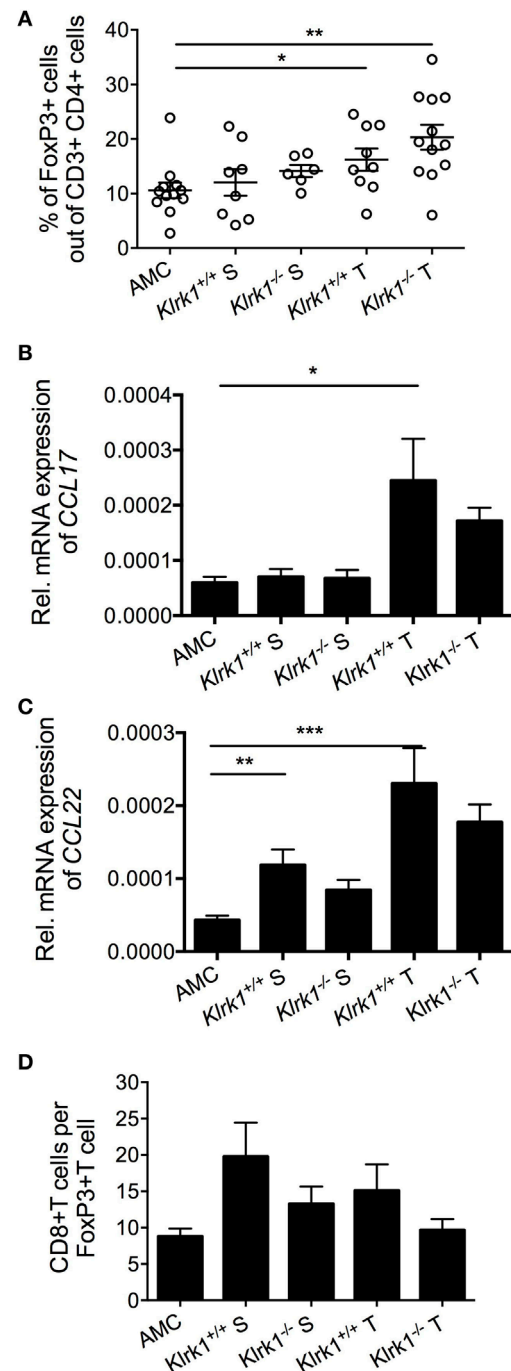 A
% of FoxP3+ cells
out of CD3+ CD4+ cells
40
30
20
10
0
**
*
AMC
Klrk1+/+ S
Klrk1-/- S
Klrk1+/+ T
Klrk1-/- T
B
Rel. mRNA expression
of CCL17
0.0004
0.0003
0.0002
0.0001
0.0000
*
AMC
Klrk1+/+ S
Klrk1-/- S
Klrk1+/+ T
Klrk1-/- T
C
Rel. mRNA expression
of CCL22
0.0003
0.0002
0.0001
0.0000
***
**
AMC
Klrk1+/+ S
Klrk1-/- S
Klrk1+/+ T
Klrk1-/- T
D
CD8+T cells per
FoxP3+T cell
30
25
20
15
10
5
0
AMC
Klrk1+/+ S
Klrk1-/- S
Klrk1+/+ T
Klrk1-/- T